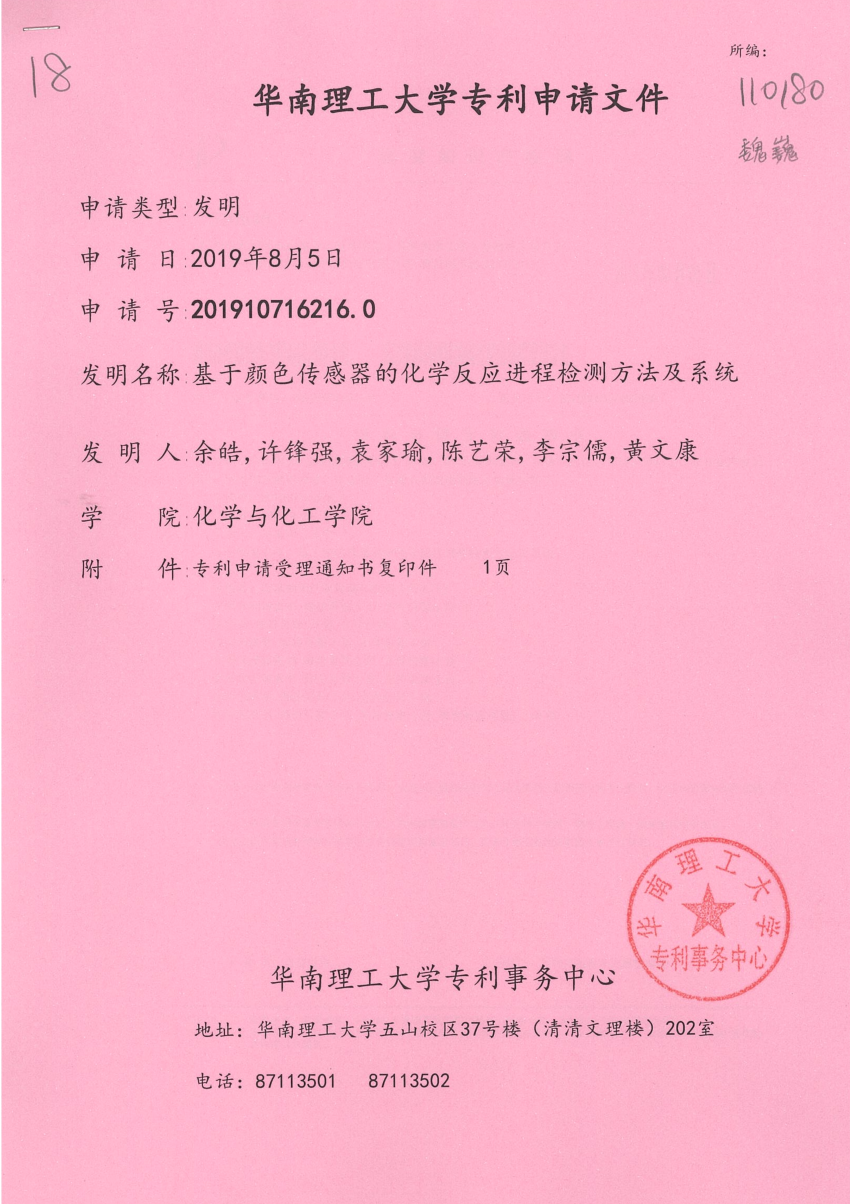 18
所编:
110180
魏巍
华南理工大学专利申请文件
申请类型:发明
申 请 日:2019年8月5日
申 请 号:201910716216.0
发明名称:基于颜色传感器的化学反应进程检测方法及系统
发 明 人:余皓,许锋强,袁家瑜,陈艺荣,李宗儒,黄文康
学 院:化学与化工学院
附 件:专利申请受理通知书复印件 1页
华南理工大学
专利事务中心
华南理工大学专利事务中心
地址: 华南理工大学五山校区37号楼（清清文理楼）202室
电话: 87113501 87113502